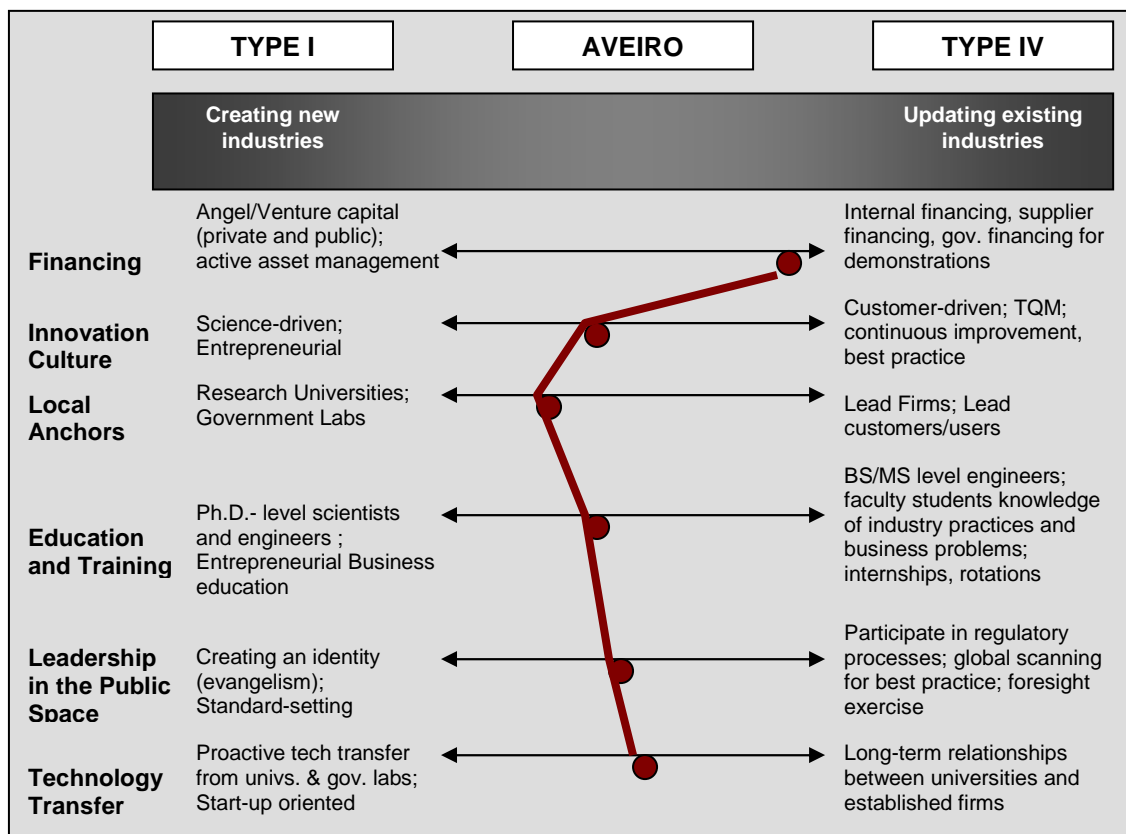 TYPE I
AVEIRO
TYPE IV
Creating new
industries
Updating existing
industries
Financing
Angel/Venture capital
(private and public);
active asset management
Internal financing, supplier
financing, gov. financing for
demonstrations
Innovation
Culture
Science-driven;
Entrepreneurial
Customer-driven; TQM;
continuous improvement,
best practice
Local
Anchors
Research Universities;
Government Labs
Lead Firms; Lead
customers/users
Education
and Training
Ph.D.- level scientists
and engineers ;
Entrepreneurial Business
education
BS/MS level engineers;
faculty students knowledge
of industry practices and
business problems;
internships, rotations
Leadership
in the Public
Space
Creating an identity
(evangelism);
Standard-setting
Participate in regulatory
processes; global scanning
for best practice; foresight
exercise
Technology
Transfer
Proactive tech transfer
from univs. & gov. labs;
Start-up oriented
Long-term relationships
between universities and
established firms